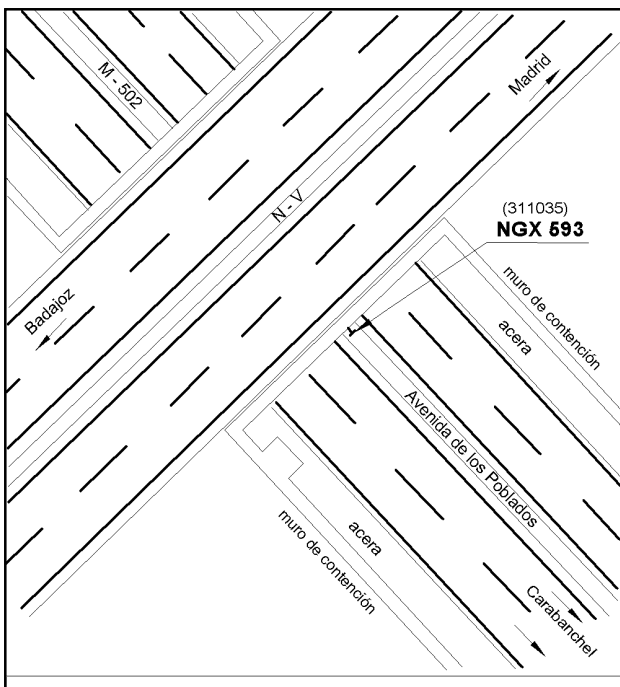 M - 502
Madrid
N - V
(311035)
NGX 593
Badajoz
muro de contención
acera
Avenida de los Poblados
acera
muro de contención
Carabanchel